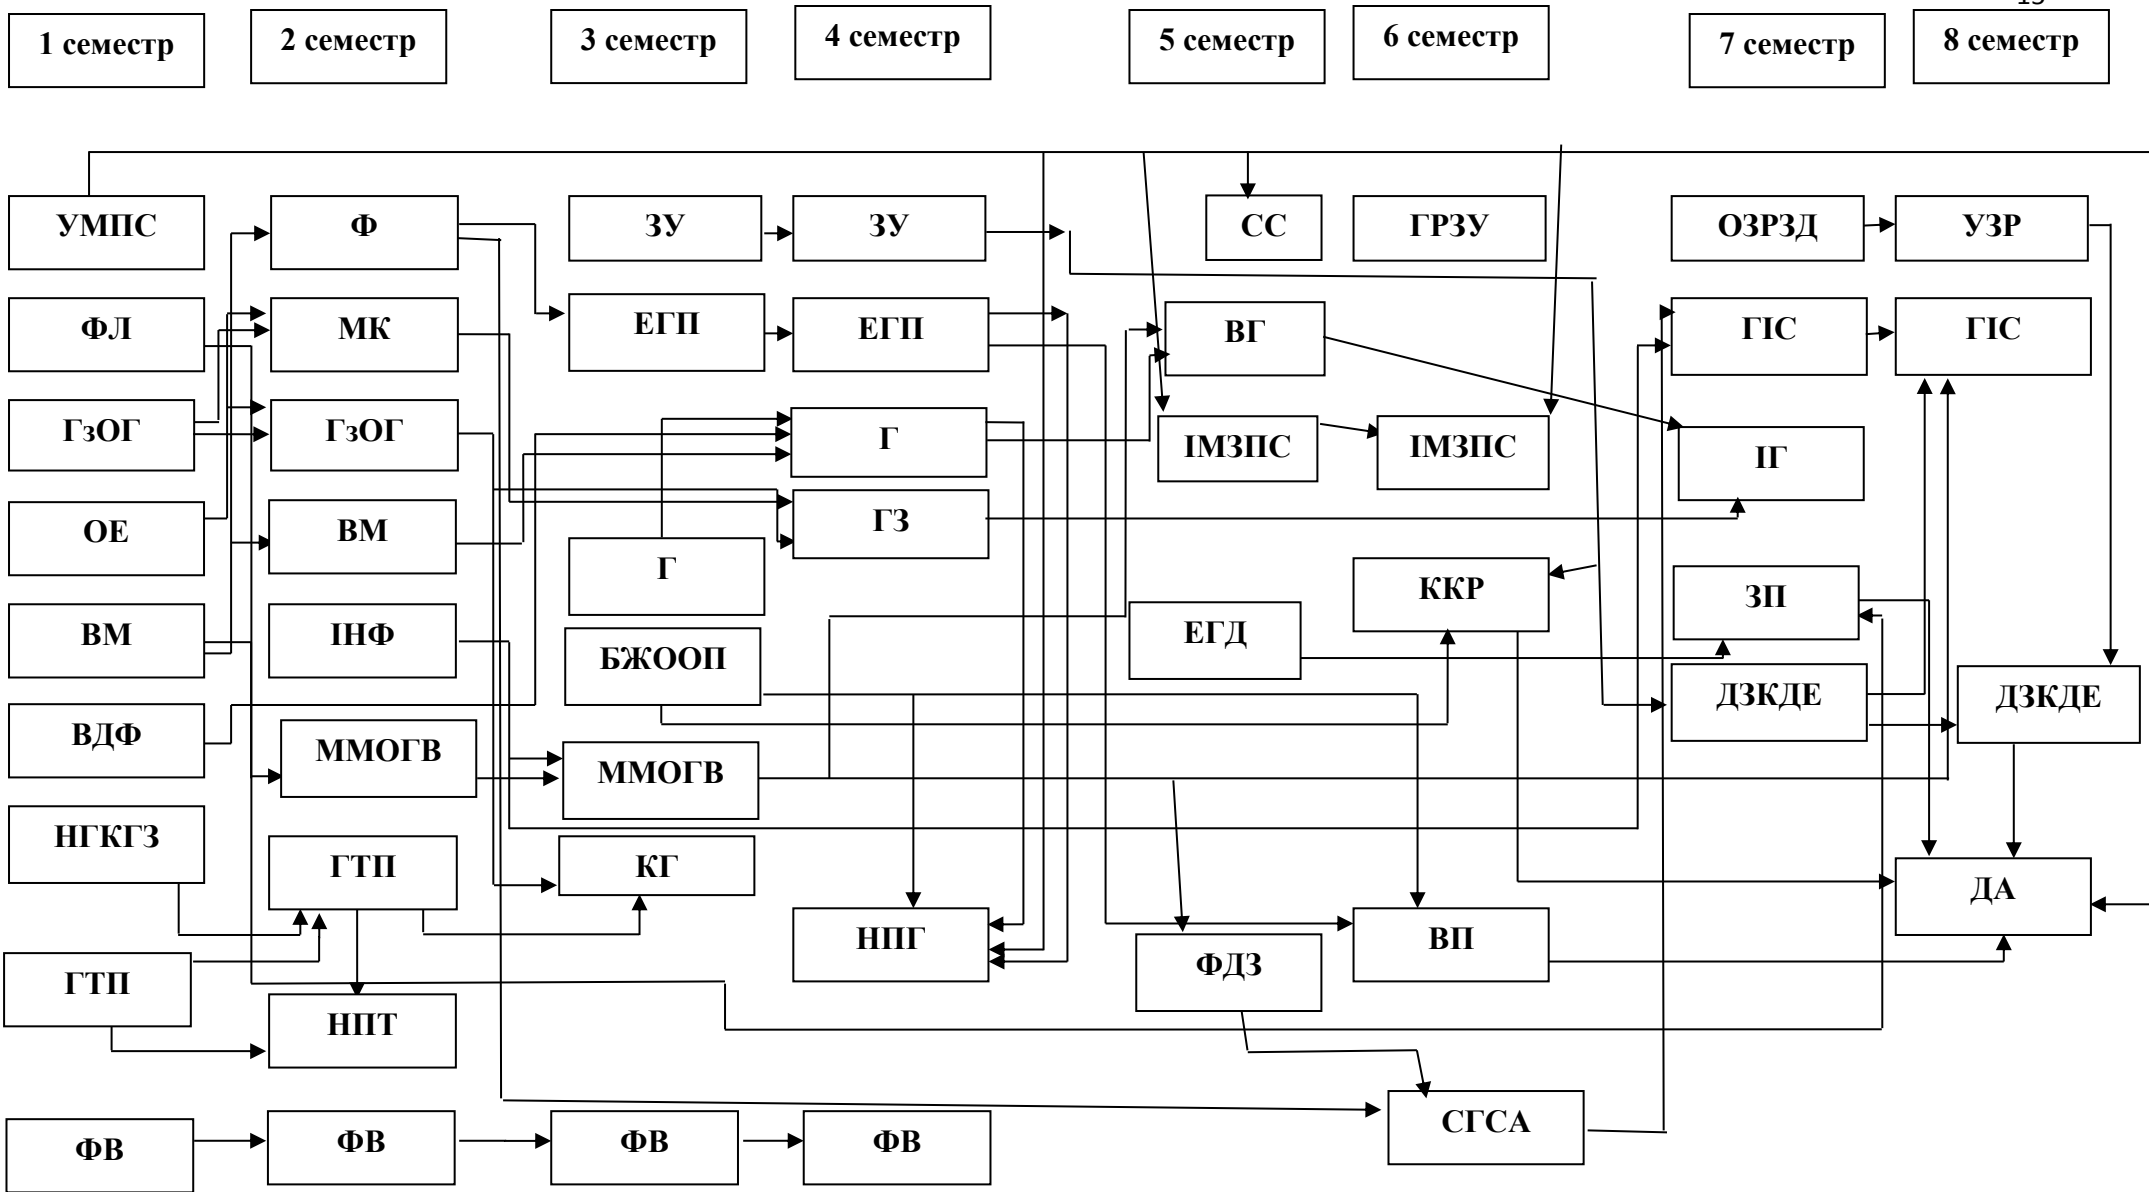 1 семестр
2 семестр
3 семестр
4 семестр
5 семестр
6 семестр
7 семестр
8 семестр
УМПС
Ф
ЗУ
ЗУ
СС
ГРЗУ
ОЗРЗД
УЗР
ФЛ
МК
ЕГП
ЕГП
ВГ
ГІС
ГІС
ГзОГ
ГзОГ
Г
ІМЗПС
ІМЗПС
ІГ
ОЕ
ВМ
ГЗ
Г
ККР
ЗП
ВМ
ІНФ
БЖООП
ЕГД
ДЗКДЕ
ДЗКДЕ
ВДФ
ММОГВ
ММОГВ
НГКГЗ
ГТП
КГ
НПГ
ФДЗ
ВП
ДА
ГТП
НПТ
СГСА
ФВ
ФВ
ФВ
ФВ